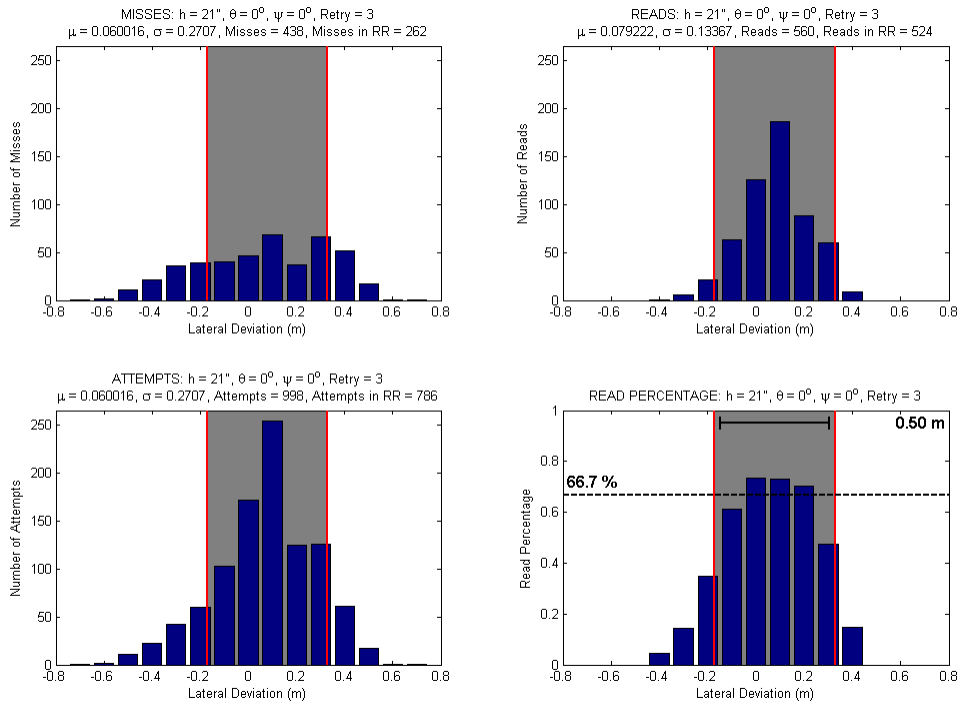 MISSES: h = 21", θ = 0°, ψ = 0°, Retry = 3
μ = 0.060016, σ = 0.2707, Misses = 438, Misses in RR = 262
250
200
150
100
50
0
Number of Misses
-0.8 -0.6 -0.4 -0.2 0 0.2 0.4 0.6 0.8
Lateral Deviation (m)
READS: h = 21", θ = 0°, ψ = 0°, Retry = 3
μ = 0.079222, σ = 0.13367, Reads = 560, Reads in RR = 524
250
200
150
100
50
0
Number of Reads
-0.8 -0.6 -0.4 -0.2 0 0.2 0.4 0.6 0.8
Lateral Deviation (m)
ATTEMPTS: h = 21", θ = 0°, ψ = 0°, Retry = 3
μ = 0.060016, σ = 0.2707, Attempts = 998, Attempts in RR = 786
250
200
150
100
50
0
Number of Attempts
-0.8 -0.6 -0.4 -0.2 0 0.2 0.4 0.6 0.8
Lateral Deviation (m)
READ PERCENTAGE: h = 21", θ = 0°, ψ = 0°, Retry = 3
1
0.50 m
0.8
66.7 %
0.6
0.4
0.2
0
Read Percentage
-0.8 -0.6 -0.4 -0.2 0 0.2 0.4 0.6 0.8
Lateral Deviation (m)